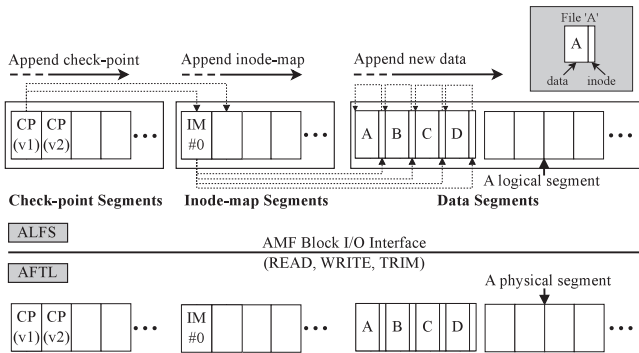 File 'A'
A
data inode
Append check-point Append inode-map Append new data
CP CP
(v1) (v2)
•••
IM
#0
•••
A B C D
•••
A logical segment
Check-point Segments Inode-map Segments Data Segments
ALFS
AMF Block I/O Interface
AFTL
(READ, WRITE, TRIM)
A physical segment
CP CP
(v1) (v2)
•••
IM
#0
•••
A B C D
•••